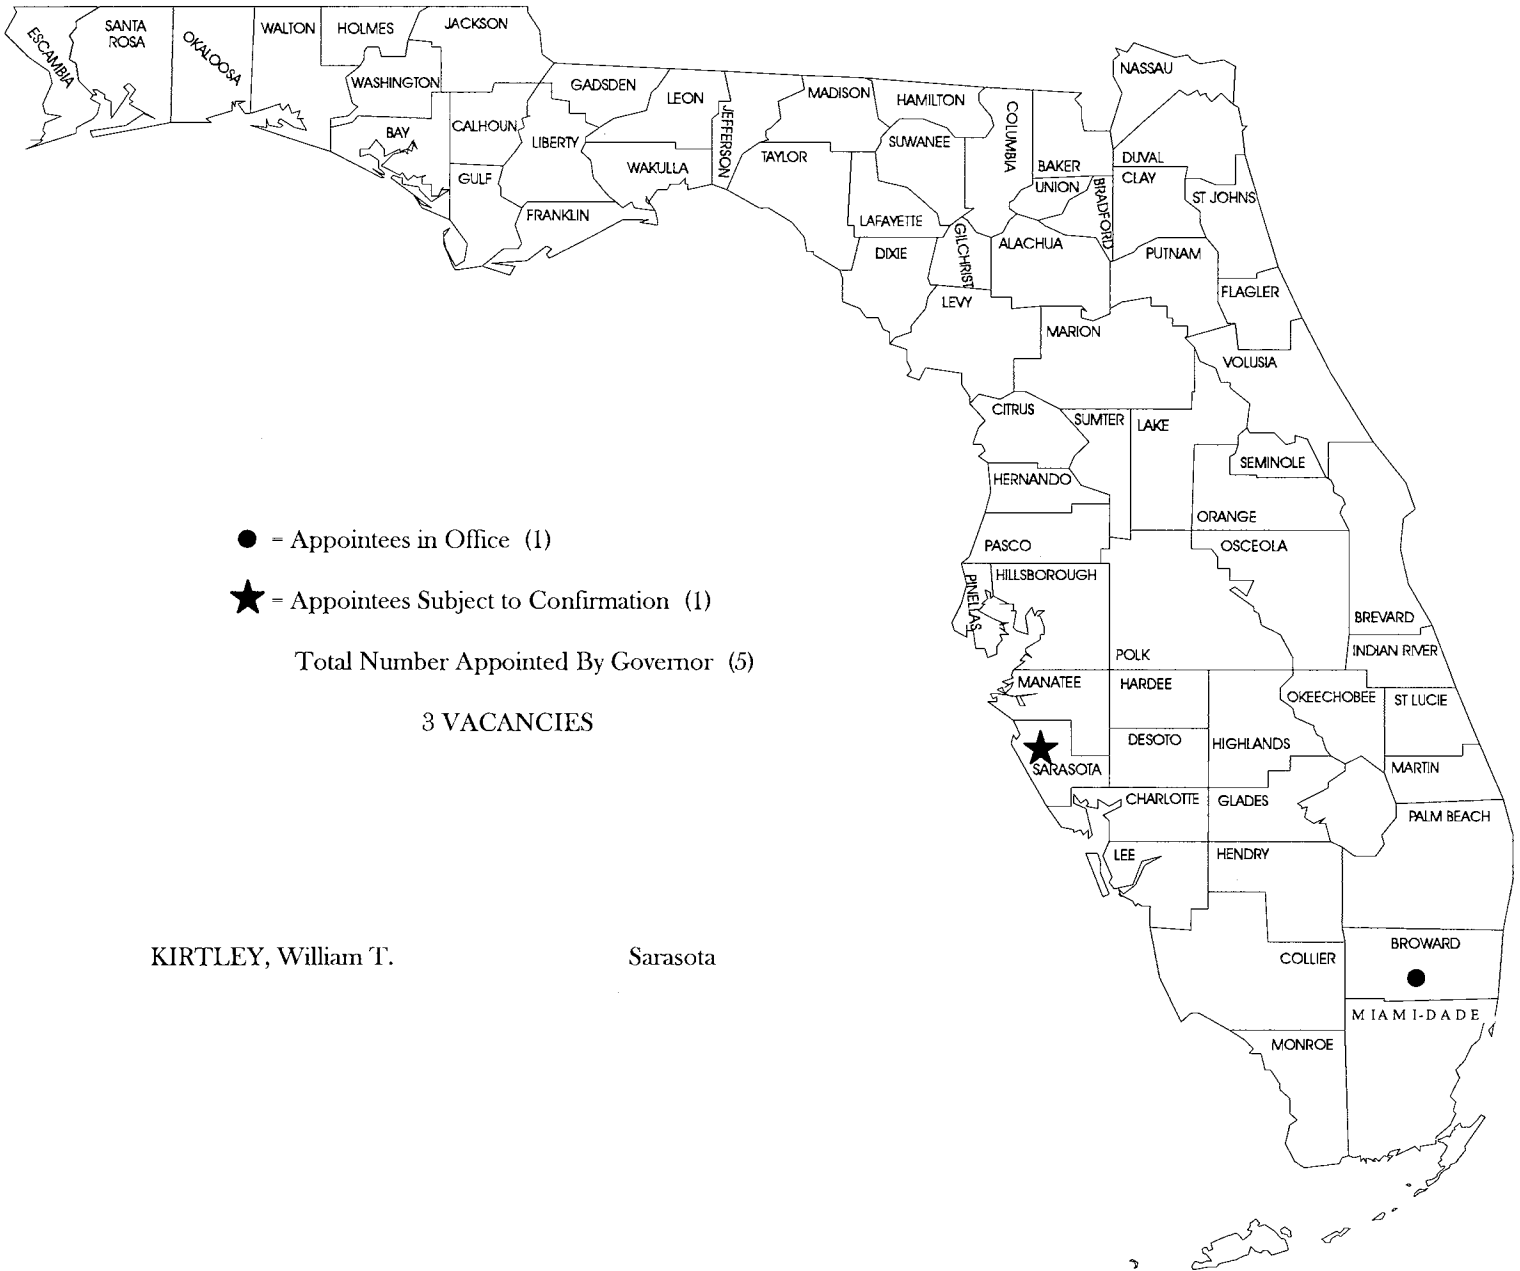 ESCAMBIA
SANTA
ROSA
OKALOOSA
WALTON
HOLMES
JACKSON
WASHINGTON
BAY
CALHOUN
GULF
GADSDEN
LIBERTY
LEON
WAKULLA
FRANKLIN
JEFFERSON
MADISON
TAYLOR
HAMILTON
SUWANEE
LAFAYETTE
DIXIE
COLUMBIA
GILCHRIST
BAKER
UNION
BRADFORD
ALACHUA
LEVY
NASSAU
DUVAL
CLAY
ST JOHNS
PUTNAM
FLAGLER
MARION
VOLUSIA
CITRUS
SUMTER
LAKE
SEMINOLE
HERNANDO
ORANGE
PASCO
OSCEOLA
PINELLAS
HILLSBOROUGH
POLK
BREVARD
INDIAN RIVER
MANATEE
HARDEE
OKEECHOBEE
ST LUCIE
DESOTO
HIGHLANDS
SARASOTA
MARTIN
CHARLOTTE
GLADES
PALM BEACH
LEE
HENDRY
COLLIER
BROWARD
MIAMI-DADE
MONROE
● = Appointees in Office (1)
★ = Appointees Subject to Confirmation (1)
Total Number Appointed By Governor (5)
3 VACANCIES
KIRTLEY, William T. Sarasota